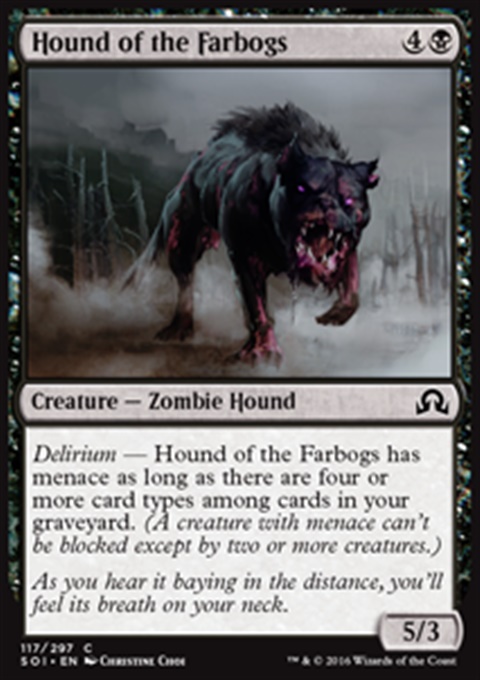 Hound of the Farbogs 4
Creature — Zombie Hound
Delirium — Hound of the Farbogs has
menace as long as there are four or
more card types among cards in your
graveyard. (A creature with menace can't
be blocked except by two or more creatures.)
As you hear it baying in the distance, you'll
feel its breath on your neck.
5/3
117/297 C
SOI • EN Christine Choi
™ & © 2016 Wizards of the Coast